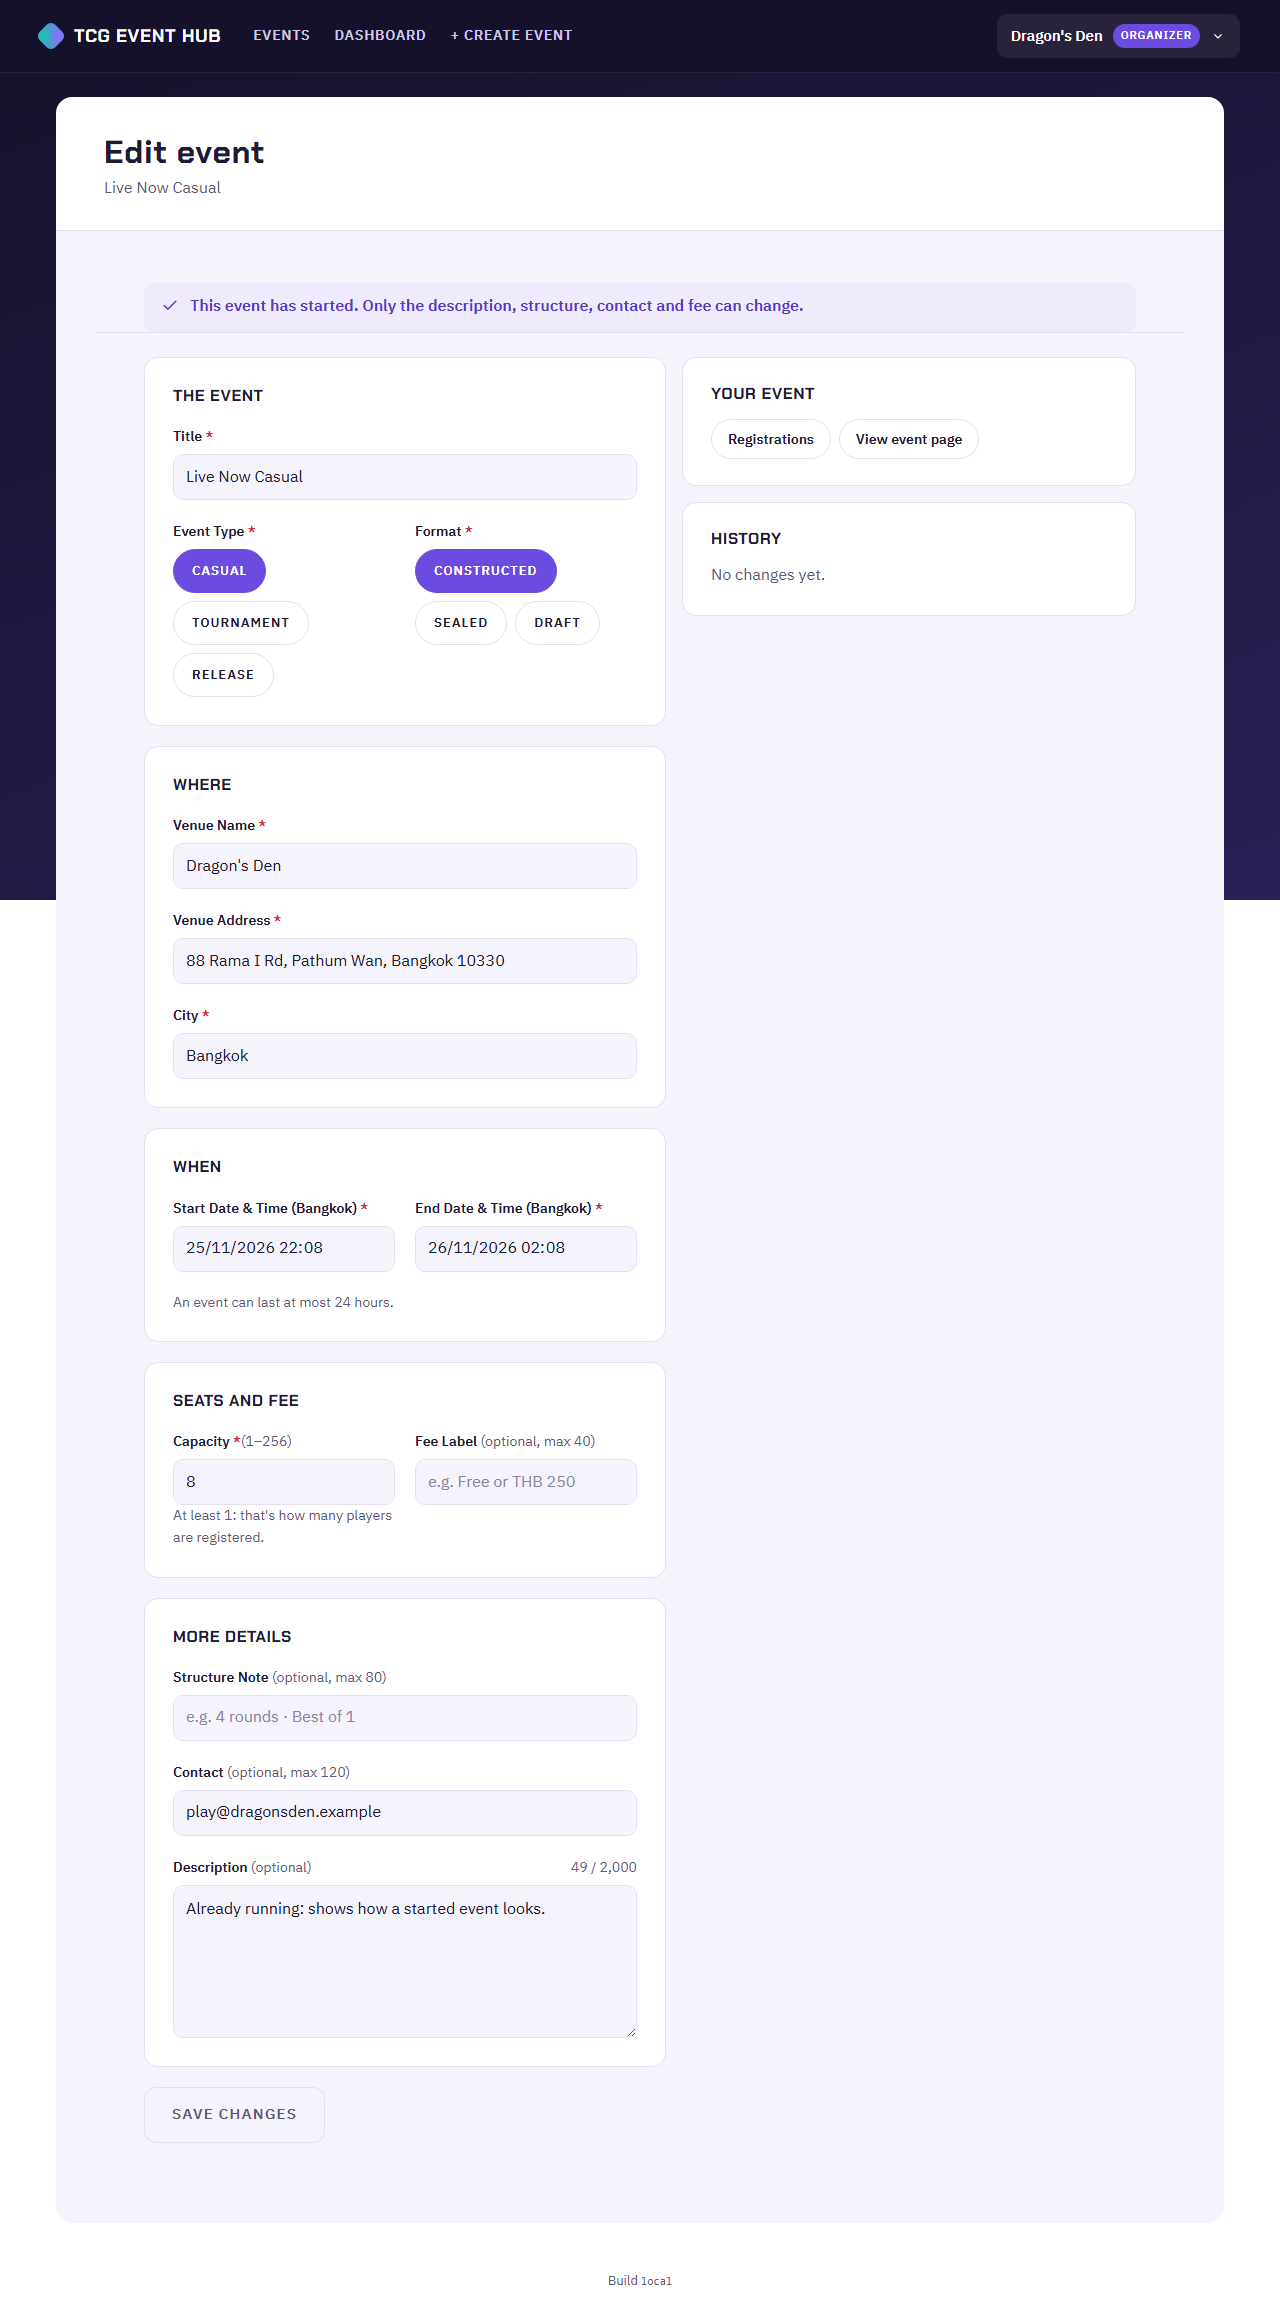 TCG EVENT HUB
EVENTS
DASHBOARD
+ CREATE EVENT
Dragon's Den
ORGANIZER
Edit event
Live Now Casual
This event has started. Only the description, structure, contact and fee can change.
THE EVENT
Title *
Live Now Casual
Event Type *
CASUAL
TOURNAMENT
RELEASE
Format *
CONSTRUCTED
SEALED
DRAFT
WHERE
Venue Name *
Dragon's Den
Venue Address *
88 Rama I Rd, Pathum Wan, Bangkok 10330
City *
Bangkok
WHEN
Start Date & Time (Bangkok) *
25/11/2026 22:08
End Date & Time (Bangkok) *
26/11/2026 02:08
An event can last at most 24 hours.
SEATS AND FEE
Capacity *(1–256)
8
At least 1: that's how many players
are registered.
Fee Label (optional, max 40)
e.g. Free or THB 250
MORE DETAILS
Structure Note (optional, max 80)
e.g. 4 rounds · Best of 1
Contact (optional, max 120)
play@dragonsden.example
Description (optional)
49 / 2,000
Already running: shows how a started event looks.
SAVE CHANGES
YOUR EVENT
Registrations
View event page
HISTORY
No changes yet.
Build local